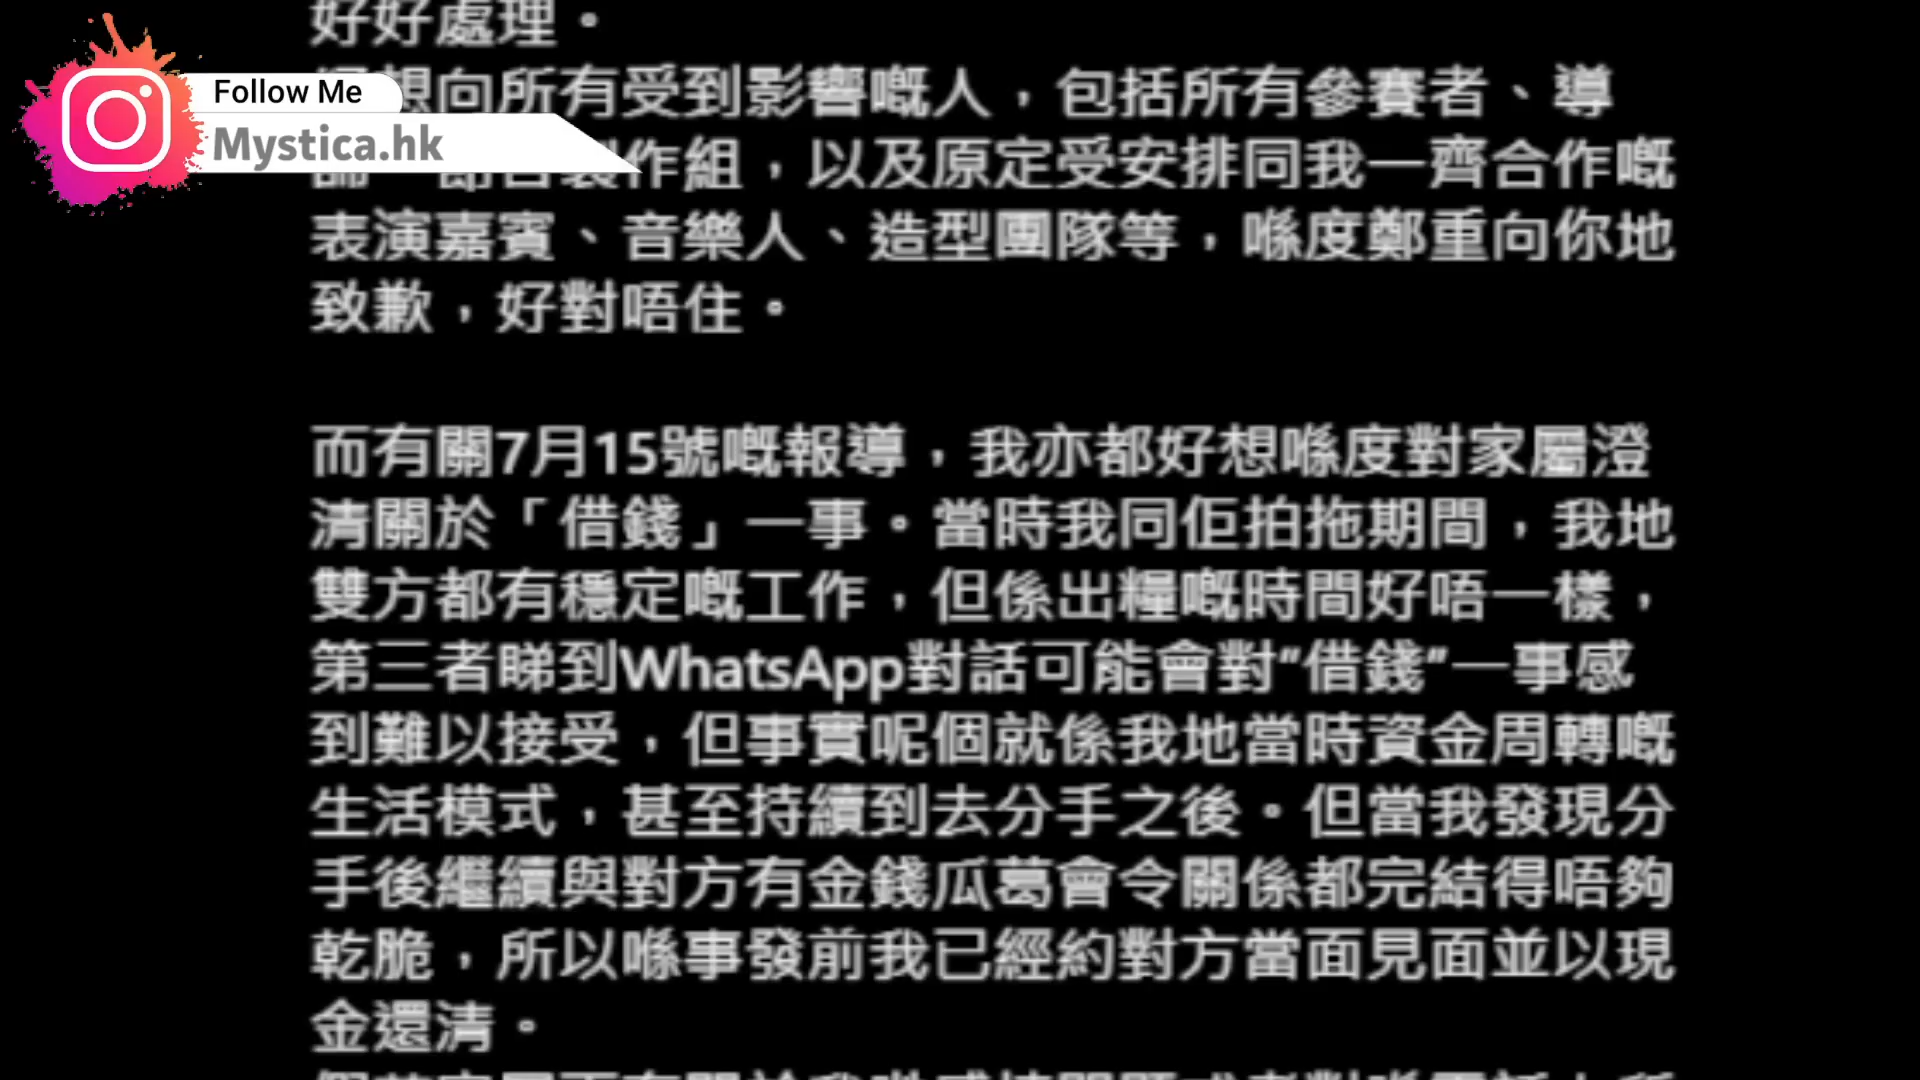 好好處理。
Follow Me
想向所有受到影響嘅人，包括所有參賽者、導
Mystica.hk
作組，以及原定受安排同我一齊合作嘅
表演嘉賓、音樂人、造型團隊等，喺度鄭重向你地
致歉，好對唔住。
而有關7月15號嘅報導，我亦都好想喺度對家屬澄
清關於「借錢」一事。當時我同佢拍拖期間，我地
雙方都有穩定嘅工作，但係出糧嘅時間好唔一樣，
第三者睇到WhatsApp對話可能會對“借錢”一事感
到難以接受，但事實呢個就係我地當時資金周轉嘅
生活模式，甚至持續到去分手之後。但當我發現分
手後繼續與對方有金錢瓜葛會令關係都完結得唔夠
乾脆，所以喺事發前我已經約對方當面見面並以現
金還清。